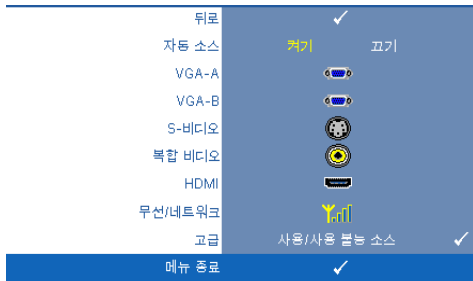 뒤로
자동 소스 켜기 끄기
VGA-A
VGA-B
S-비디오
복합 비디오
HDMI
무선/네트워크
고급 사용/사용 불능 소스
메뉴 종료